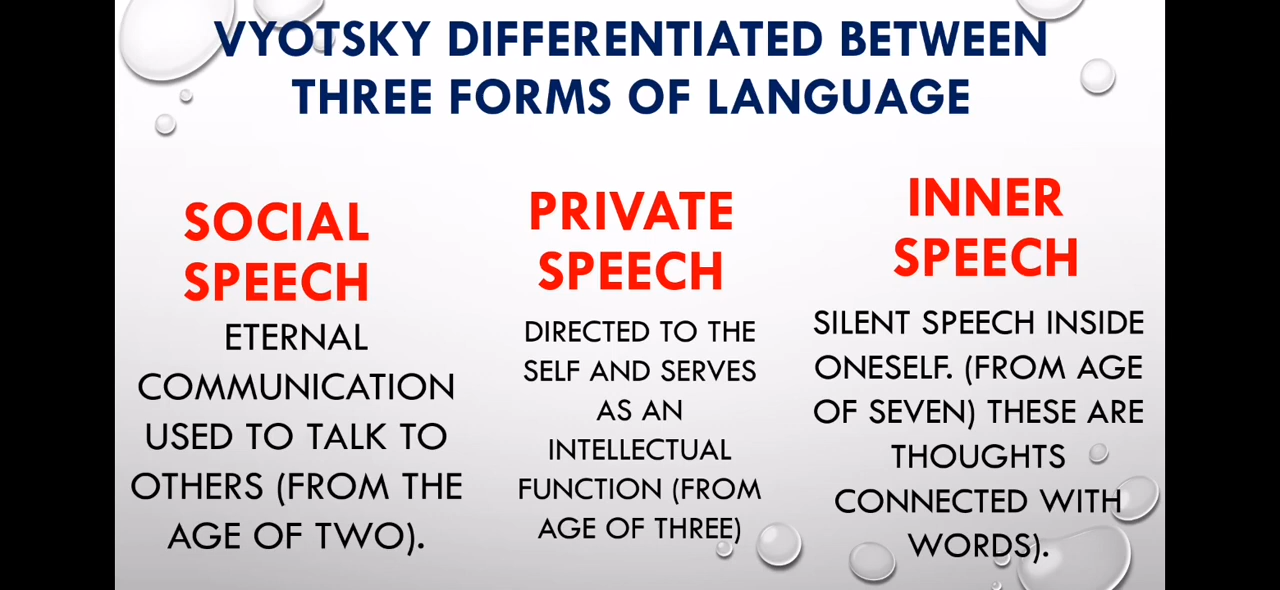 VYOTSKY DIFFERENTIATED BETWEEN
THREE FORMS OF LANGUAGE
SOCIAL
SPEECH
ETERNAL
COMMUNICATION
USED TO TALK TO
OTHERS (FROM THE
AGE OF TWO).
PRIVATE
SPEECH
DIRECTED TO THE
SELF AND SERVES
AS AN
INTELLECTUAL
FUNCTION (FROM
AGE OF THREE)
INNER
SPEECH
SILENT SPEECH INSIDE
ONESELF. (FROM AGE
OF SEVEN) THESE ARE
THOUGHTS
CONNECTED WITH
WORDS).